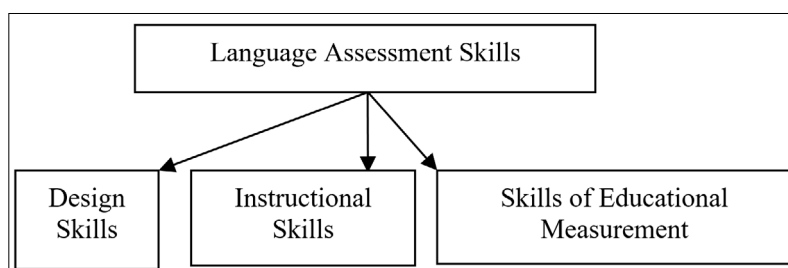 Language Assessment Skills
Design
Skills
Instructional
Skills
Skills of Educational
Measurement